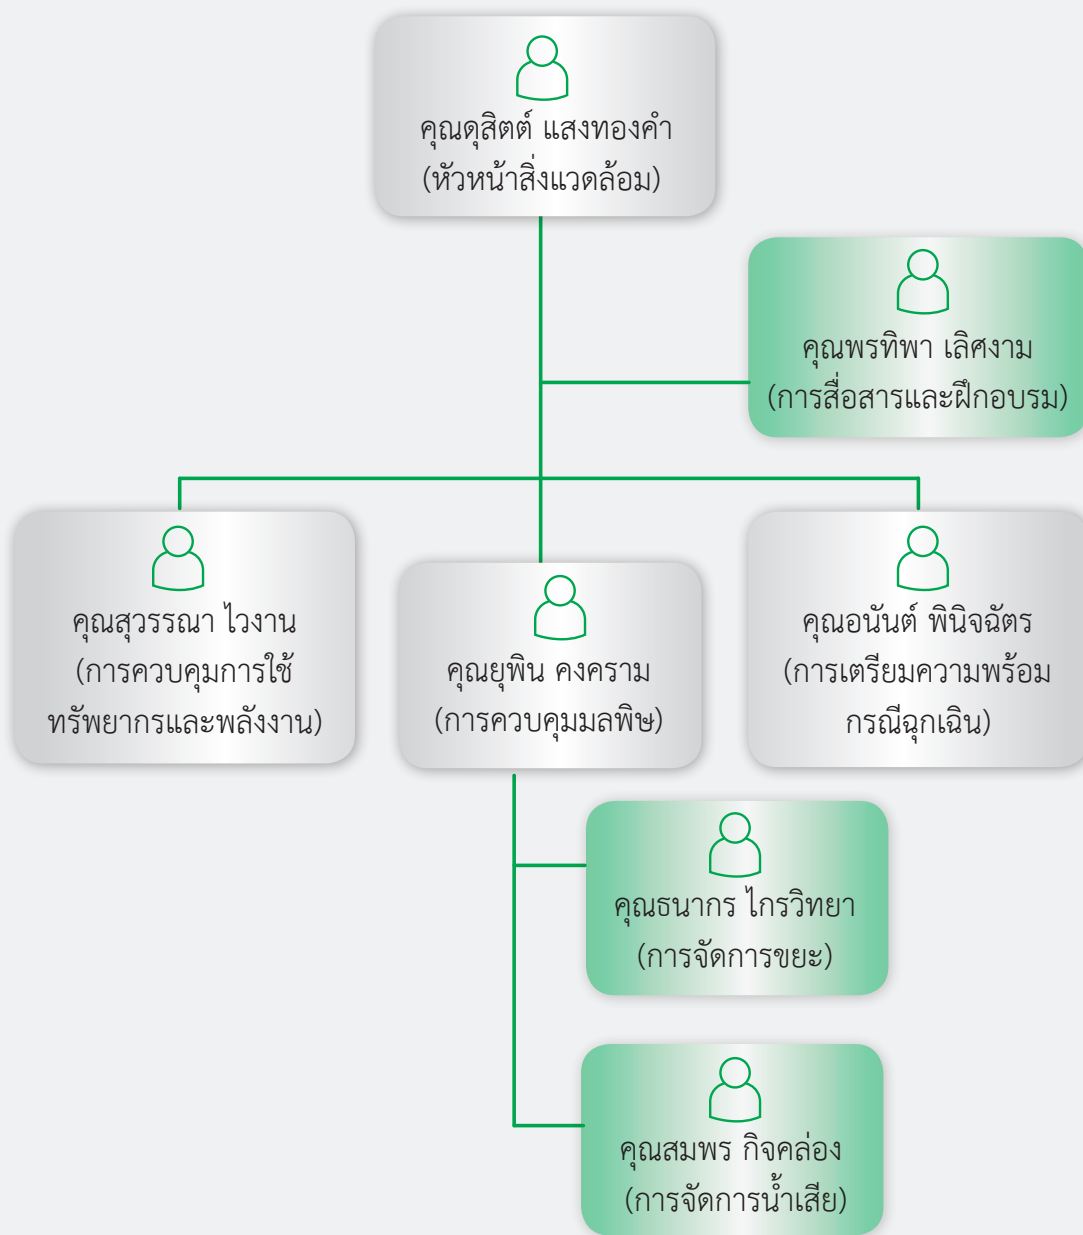 คุณดุสิตต์ แสงทองคำ
(หัวหน้าสิ่งแวดล้อม)
คุณพรทิพา เลิศงาม
(การสื่อสารและฝึกอบรม)
คุณสุวรรณา ไวงาน
(การควบคุมการใช้
ทรัพยากรและพลังงาน)
คุณยุพิน คงคราม
(การควบคุมมลพิษ)
คุณอนันต์ พินิจฉัตร
(การเตรียมความพร้อม
กรณีฉุกเฉิน)
คุณธนากร ไกรวิทยา
(การจัดการขยะ)
คุณสมพร กิจคล่อง
(การจัดการน้ำเสีย)